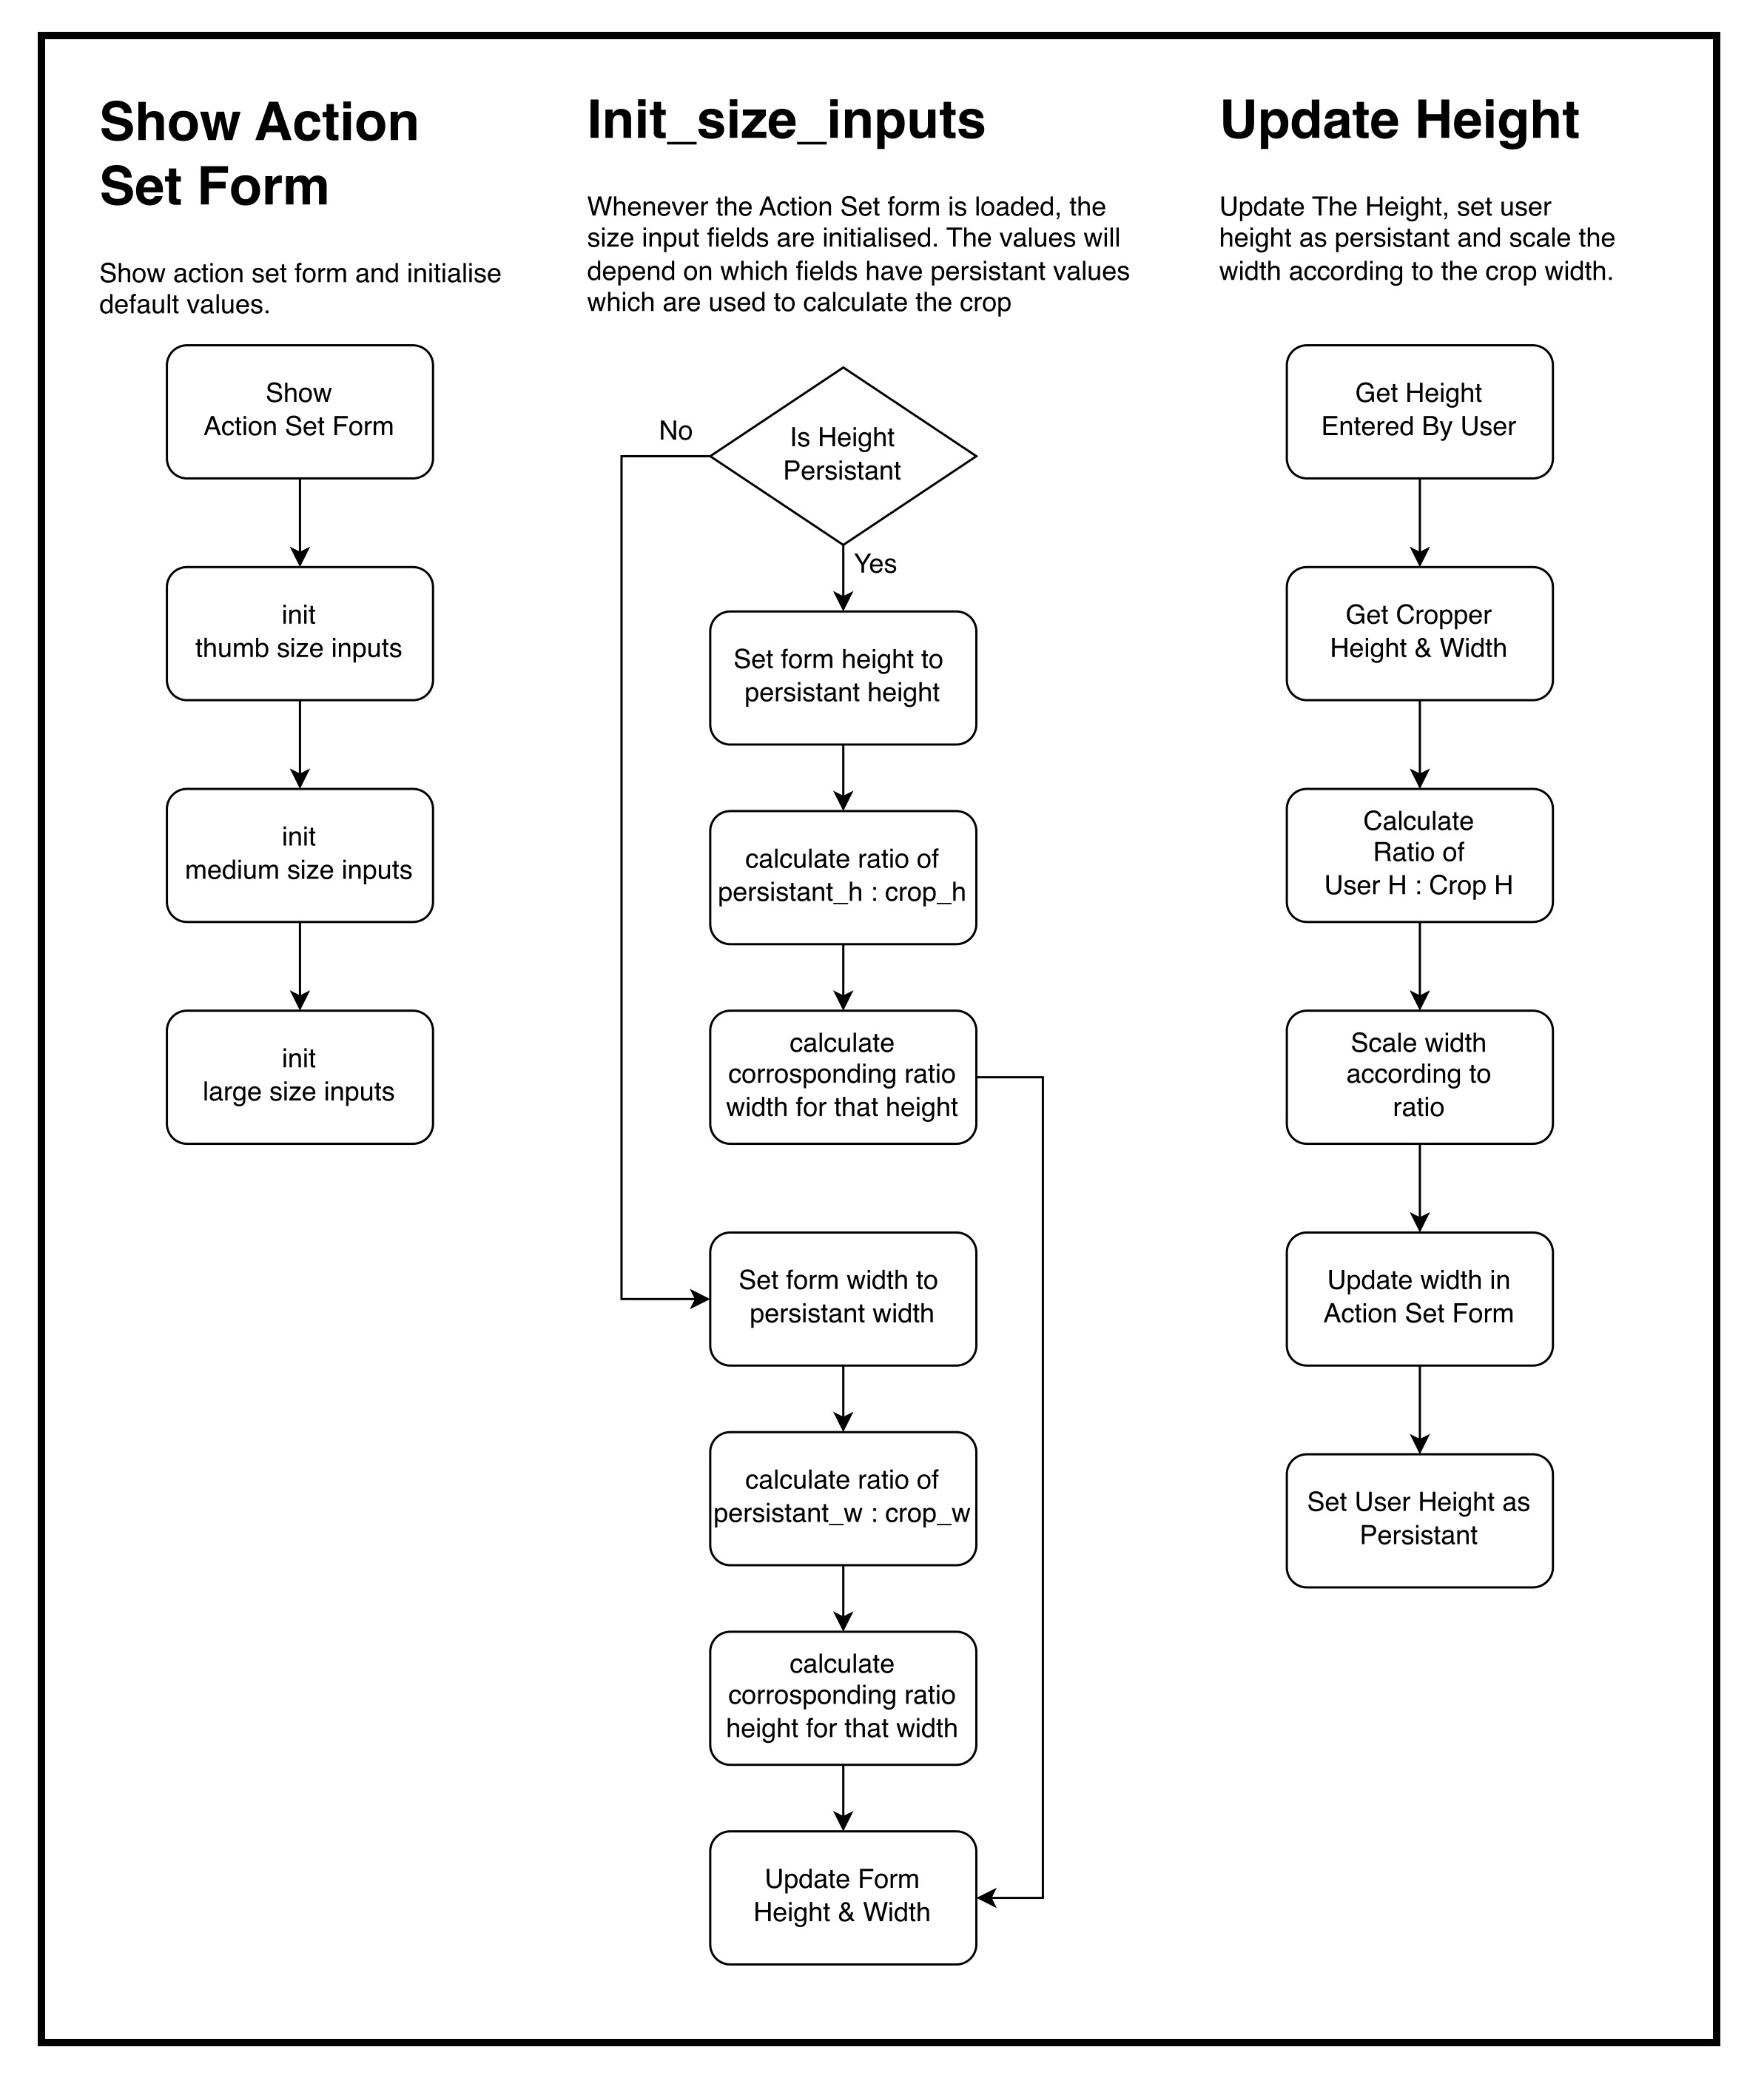 Show Action
Set Form
Show action set form and initialise
default values.
Show
Action Set Form
init
thumb size inputs
init
medium size inputs
init
large size inputs
Init_size_inputs
Whenever the Action Set form is loaded, the
size input fields are initialised. The values will
depend on which fields have persistant values
which are used to calculate the crop
Is Height
Persistant
No
Yes
Set form height to
persistant height
calculate ratio of
persistant_h : crop_h
calculate
corrosponding ratio
width for that height
Set form width to
persistant width
calculate ratio of
persistant_w : crop_w
calculate
corrosponding ratio
height for that width
Update Form
Height & Width
Update Height
Update The Height, set user
height as persistant and scale the
width according to the crop width.
Get Height
Entered By User
Get Cropper
Height & Width
Calculate
Ratio of
User H : Crop H
Scale width
according to
ratio
Update width in
Action Set Form
Set User Height as
Persistant